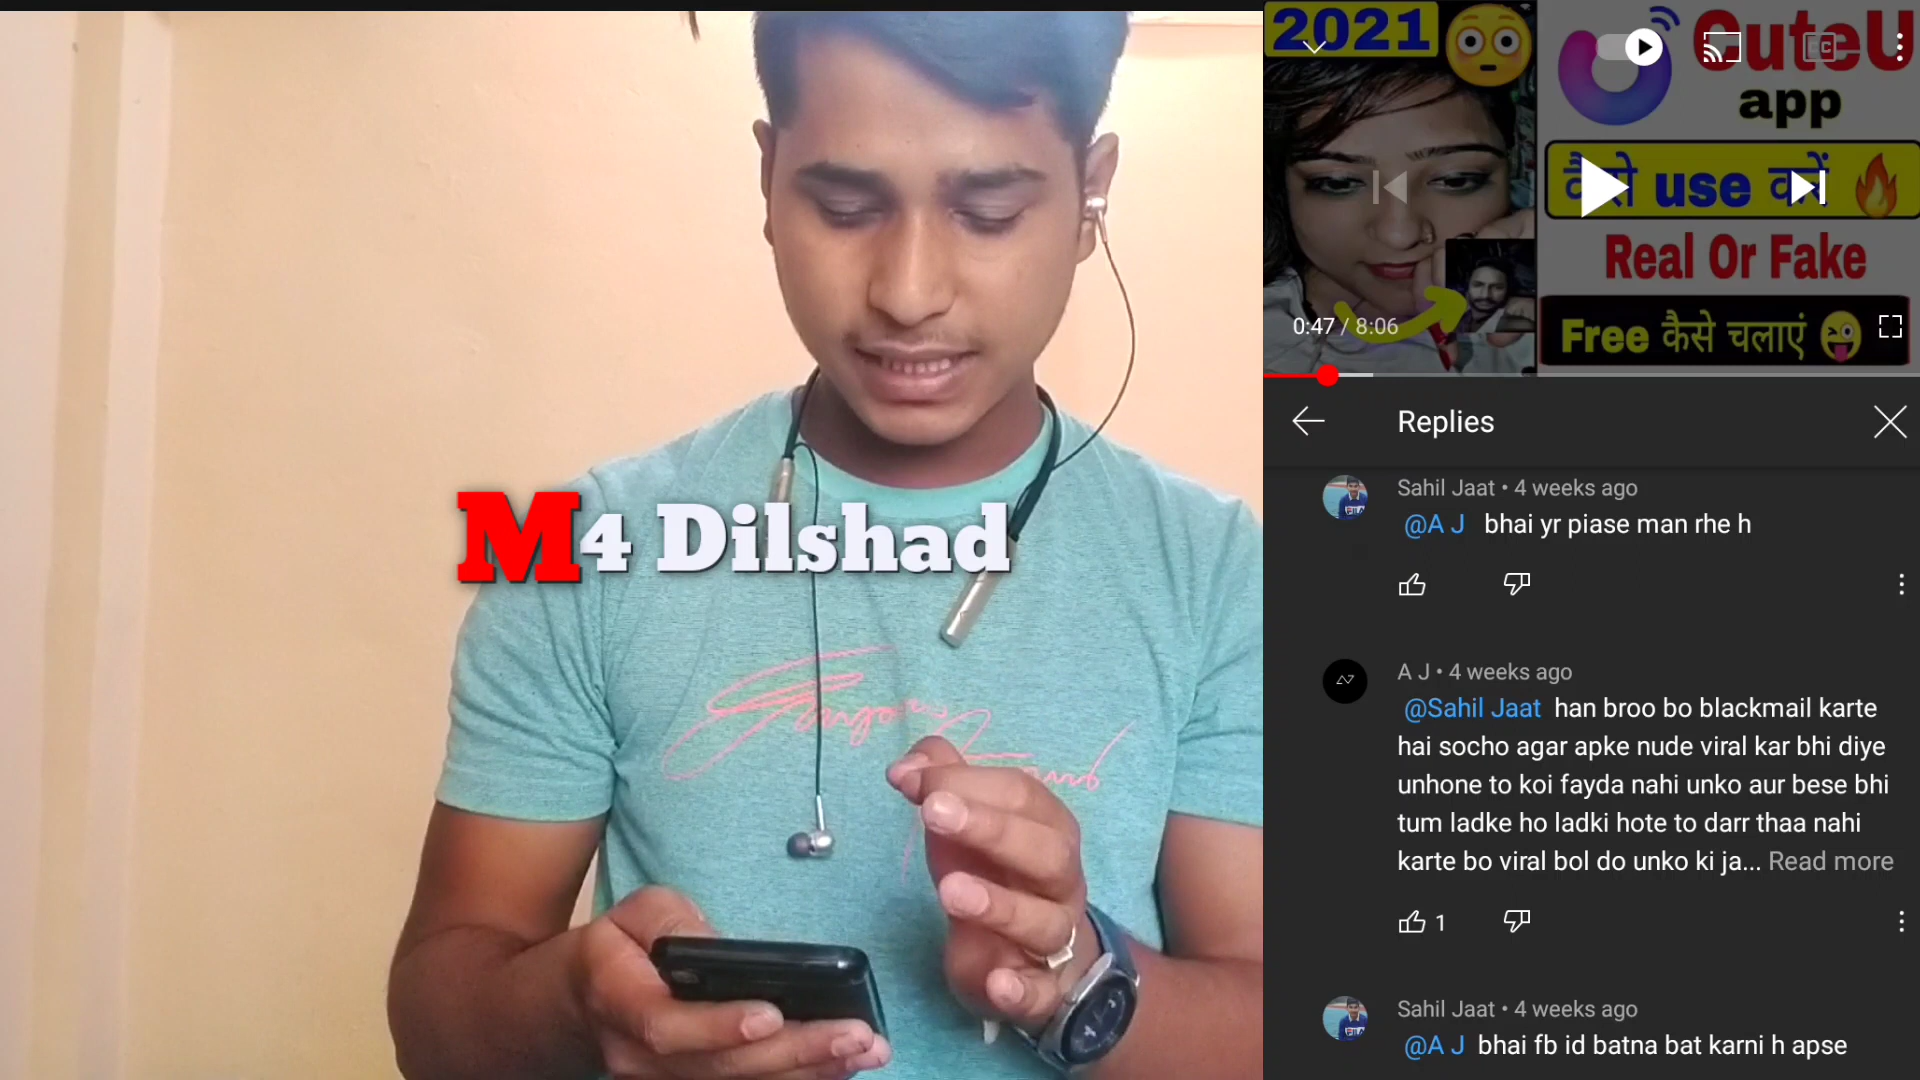 M4 Dilshad
2021
CuteU
app
कैसे use करें
Real Or Fake
Free कैसे चलाएं
CC
0:47 / 8:06
Replies
Sahil Jaat • 4 weeks ago
@A J bhai yr piase man rhe h
A J • 4 weeks ago
@Sahil Jaat han broo bo blackmail karte
hai socho agar apke nude viral kar bhi diye
unhone to koi fayda nahi unko aur bese bhi
tum ladke ho ladki hote to darr thaa nahi
karte bo viral bol do unko ki ja... Read more
1
Sahil Jaat • 4 weeks ago
@A J bhai fb id batna bat karni h apse
FILA